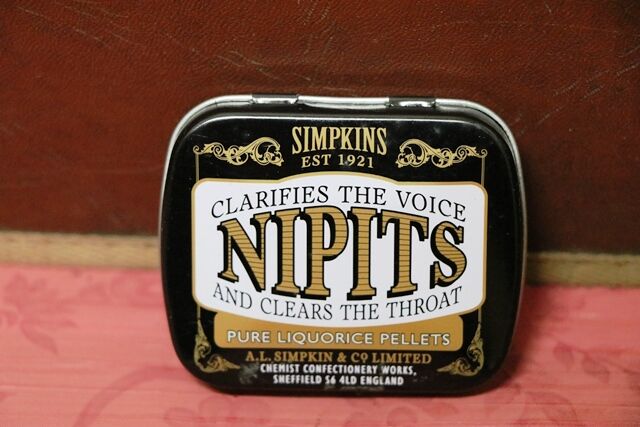 SIMPKINS
EST 1921
CLARIFIES THE VOICE
NIPITS
AND CLEARS THE THROAT
PURE LIQUORICE PELLETS
A.L. SIMPKIN & Co LIMITED
CHEMIST CONFECTIONERY WORKS,
SHEFFIELD S6 4LD ENGLAND